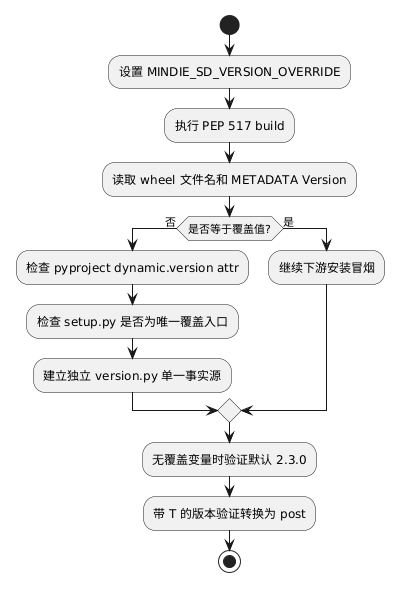 设置 MINDIE_SD_VERSION_OVERRIDE
执行 PEP 517 build
读取 wheel 文件名和 METADATA Version
否
是否等于覆盖值?
是
检查 pyproject dynamic.version attr
继续下游安装冒烟
检查 setup.py 是否为唯一覆盖入口
建立独立 version.py 单一事实源
无覆盖变量时验证默认 2.3.0
带 T 的版本验证转换为 post